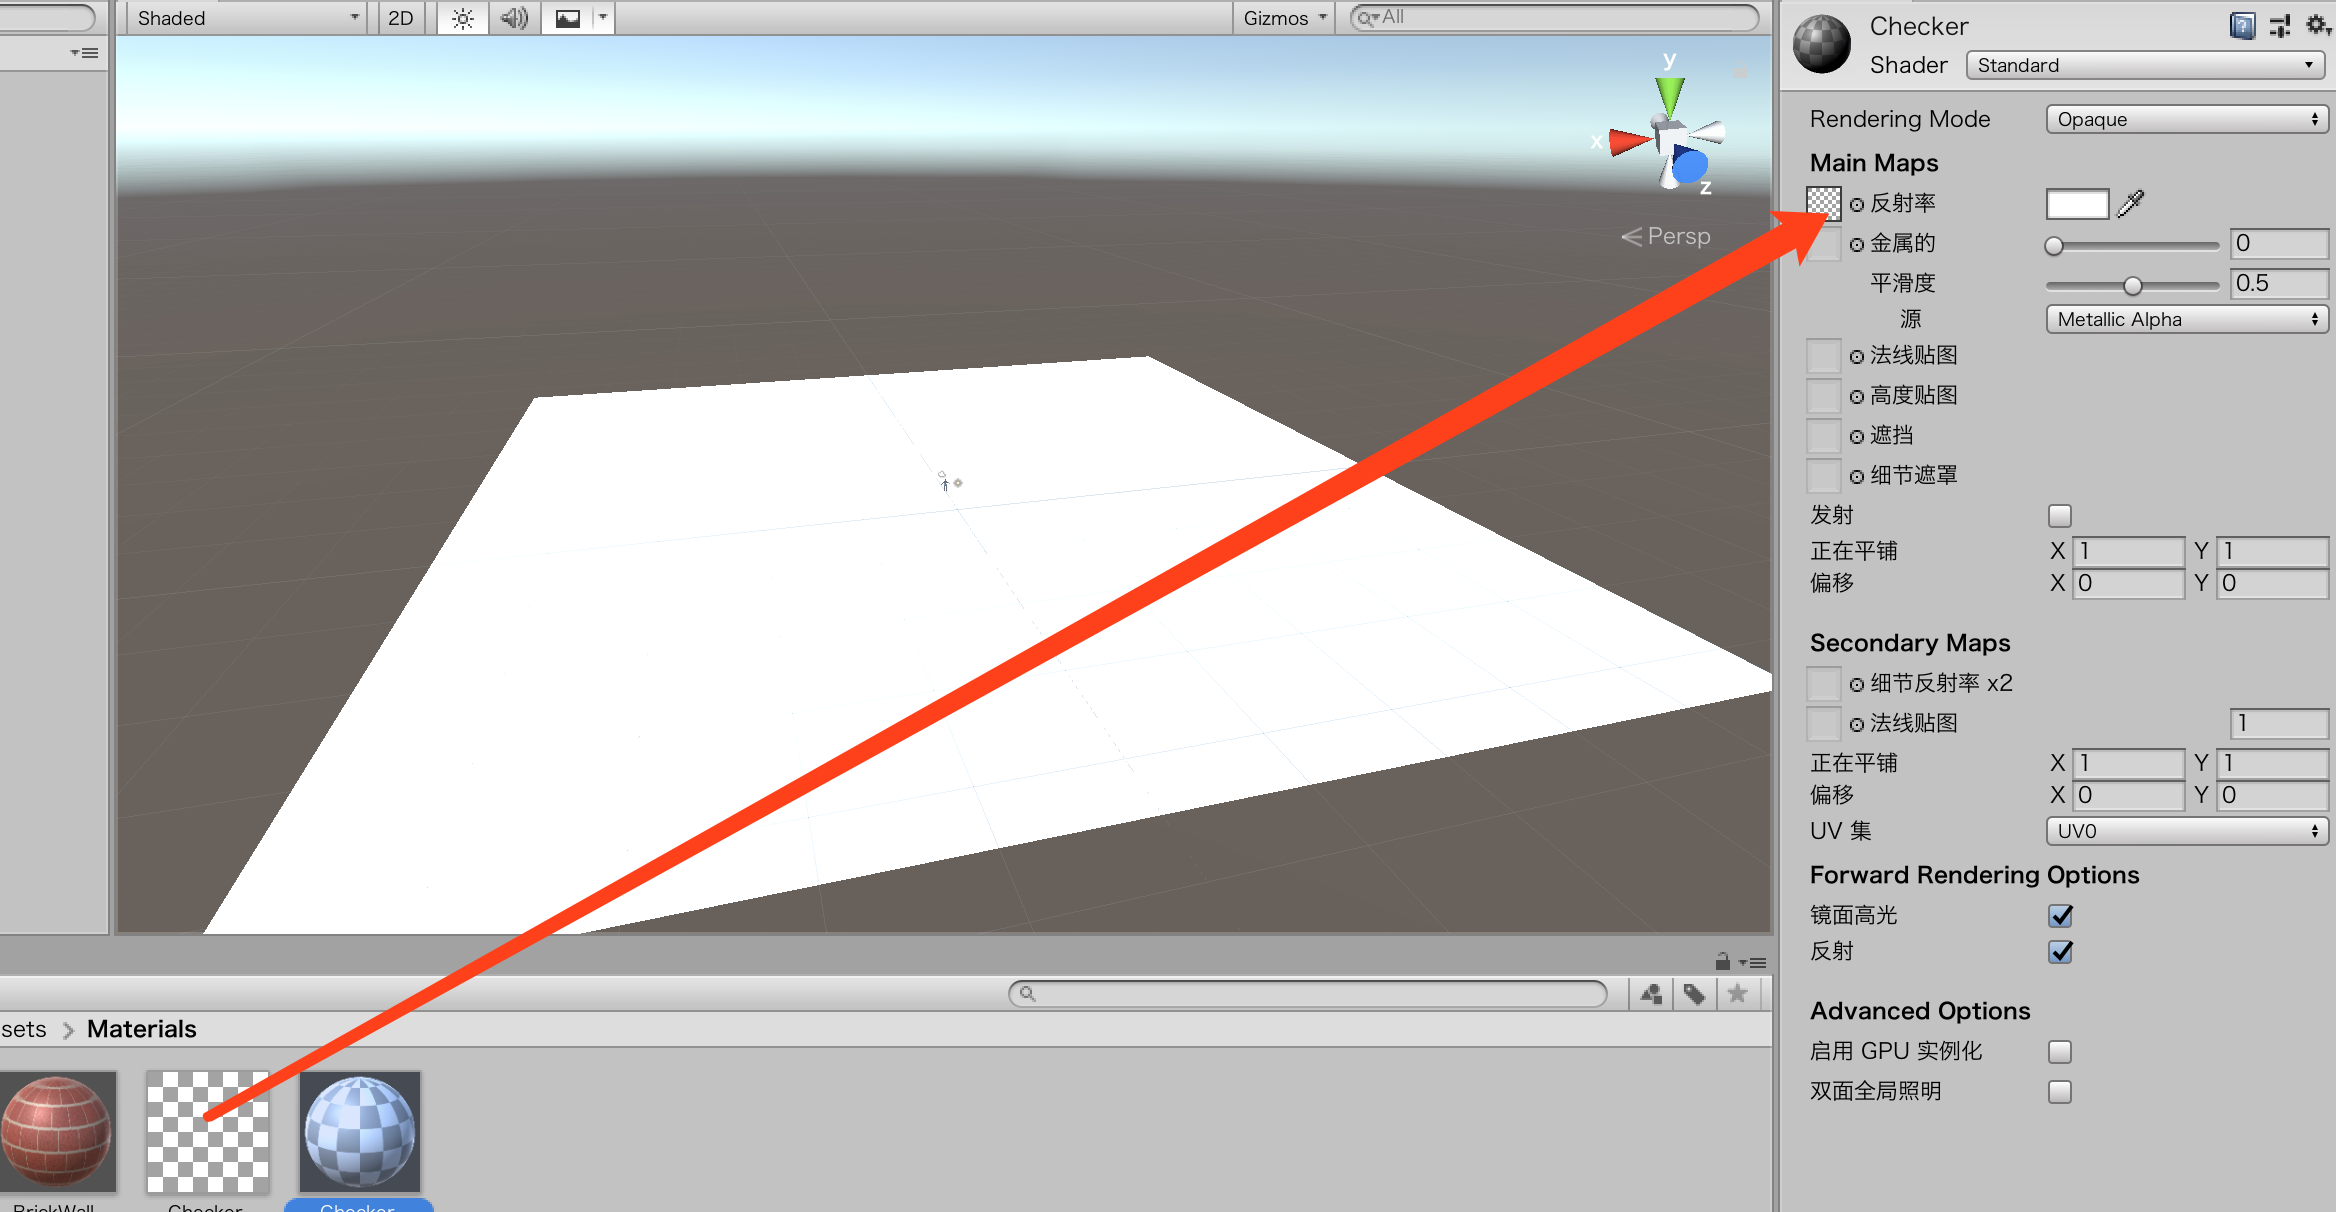 Shaded
2D
Gizmos
All
y
x
z
Persp
sets
Materials
BrickWall
Checker
Checker
Checker
Shader
Standard
Rendering Mode
Opaque
Main Maps
反射率
金属的
0
平滑度
0.5
源
Metallic Alpha
法线贴图
高度贴图
遮挡
细节遮罩
发射
正在平铺 X 1 Y 1
偏移 X 0 Y 0
Secondary Maps
细节反射率 x2
法线贴图 1
正在平铺 X 1 Y 1
偏移 X 0 Y 0
UV 集 UV0
Forward Rendering Options
镜面高光
反射
Advanced Options
启用 GPU 实例化
双面全局照明